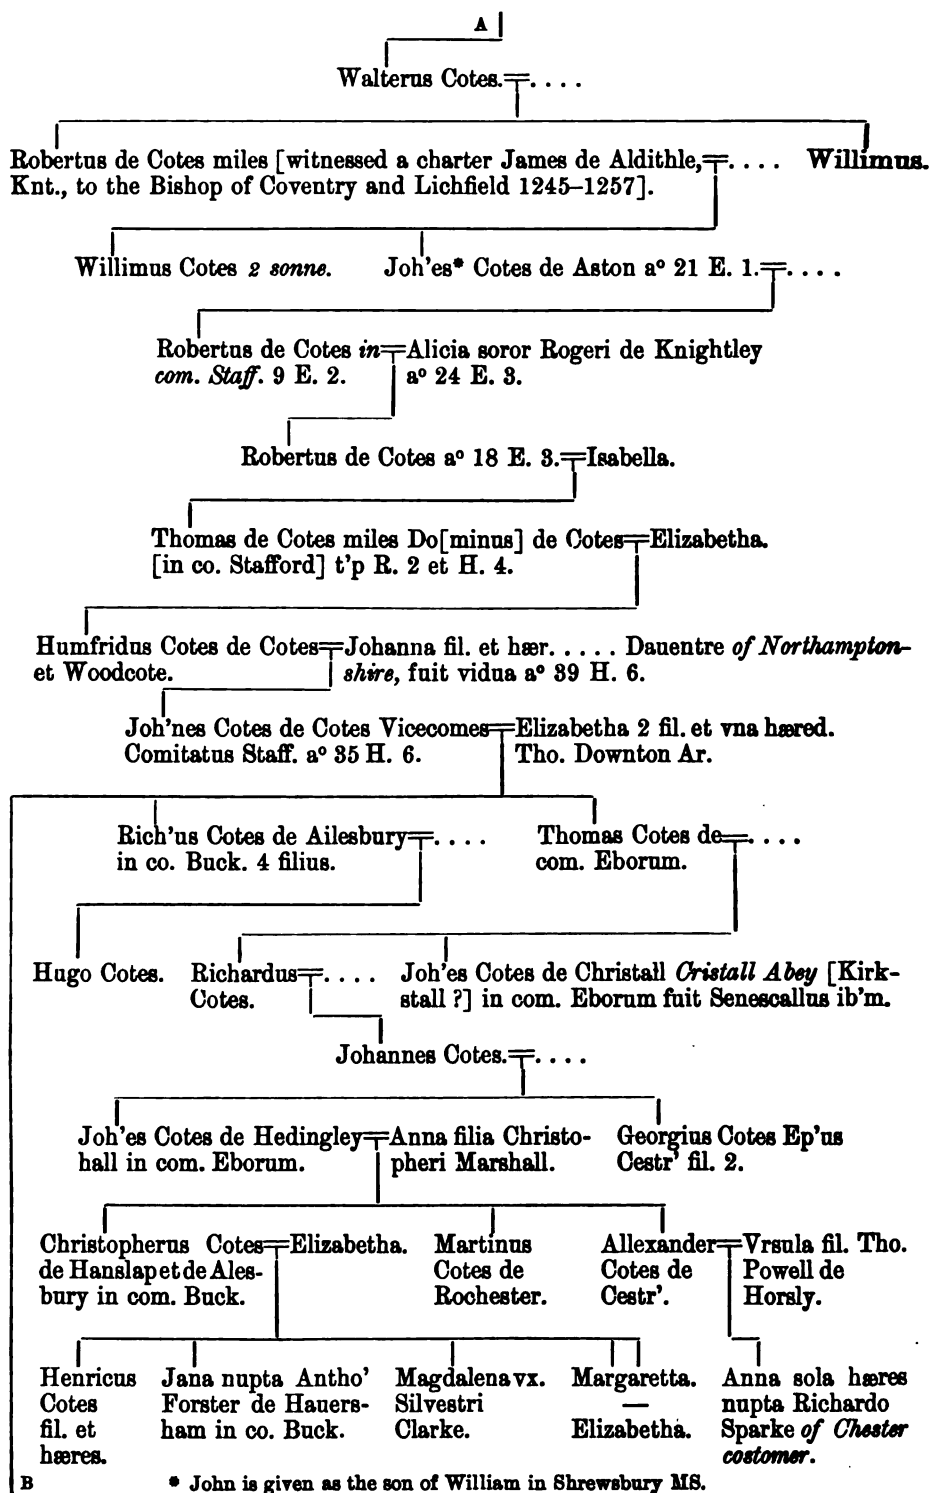 A
Walterus Cotes.=. . . .
Robertus de Cotes miles [witnessed a charter James de Aldithle,=. . . . Willimus.
Knt., to the Bishop of Coventry and Lichfield 1245–1257].
Willimus Cotes 2 sonne. Joh'es* Cotes de Aston aº 21 E. 1.=. . . .
Robertus de Cotes in=Alicia soror Rogeri de Knightley
com. Staff. 9 E. 2. aº 24 E. 3.
Robertus de Cotes aº 18 E. 3.=Isabella.
Thomas de Cotes miles Do[minus] de Cotes=Elizabetha.
[in co. Stafford] t'p R. 2 et H. 4.
Humfridus Cotes de Cotes=Johanna fil. et hær. . . . . Dauentre of Northampton-
et Woodcote. shire, fuit vidua aº 39 H. 6.
Joh'nes Cotes de Cotes Vicecomes=Elizabetha 2 fil. et vna hæred.
Comitatus Staff. aº 35 H. 6. Tho. Downton Ar.
Rich'us Cotes de Ailesbury=. . . . Thomas Cotes de=. . . .
in co. Buck. 4 filius. com. Eborum.
Hugo Cotes. Richardus=. . . . Joh'es Cotes de Christall Cristall Abey [Kirk-
Cotes. stall ?] in com. Eborum fuit Senescallus ib'm.
Johannes Cotes.=. . . .
Joh'es Cotes de Hedingley=Anna filia Christo- Georgius Cotes Ep'us
hall in com. Eborum. pheri Marshall. Cestr' fil. 2.
Christopherus Cotes=Elizabetha. Martinus Allexander=Vrsula fil. Tho.
de Hanslap et de Ales- Cotes de Cotes de Powell de
bury in com. Buck. Rochester. Cestr'. Horsly.
Henricus Jana nupta Antho' Magdalena vx. Margaretta. Anna sola hæres
Cotes Forster de Hauers- Silvestri — nupta Richardo
fil. et ham in co. Buck. Clarke. Elizabetha. Sparke of Chester
hæres. costomer.
B * John is given as the son of William in Shrewsbury MS.